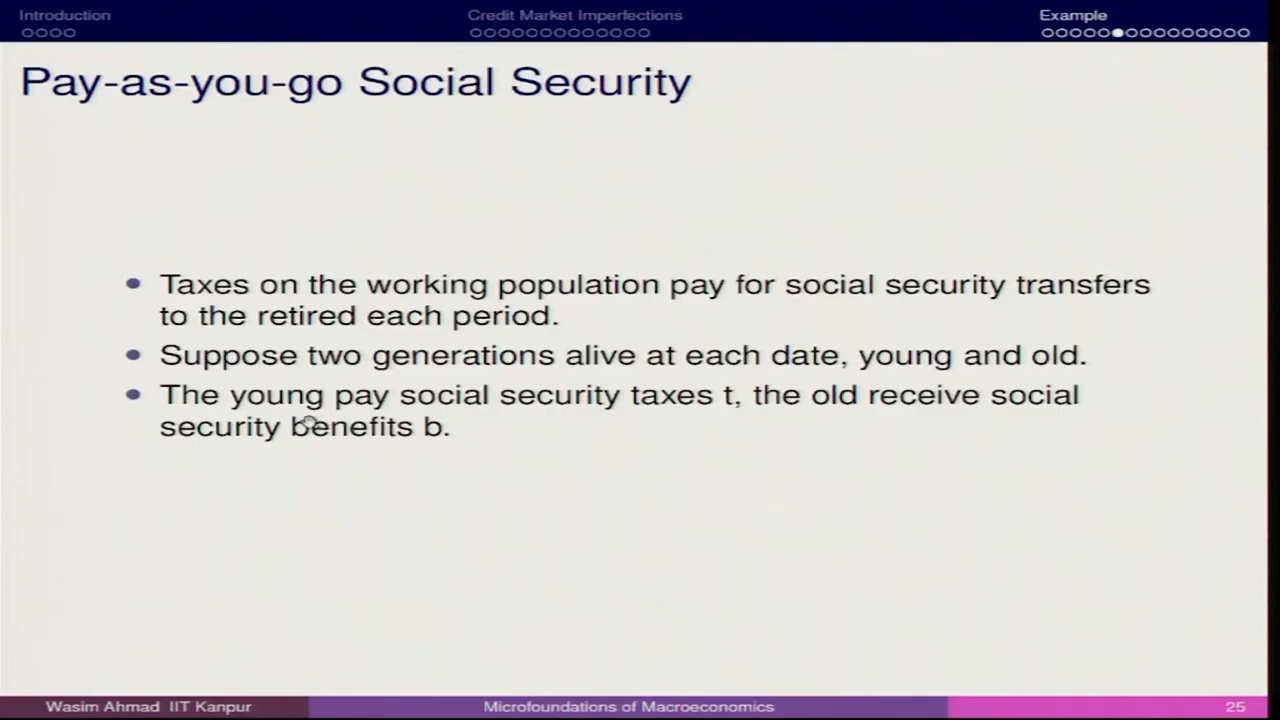 Introduction
Credit Market Imperfections
Example
Pay-as-you-go Social Security
Taxes on the working population pay for social security transfers
to the retired each period.
Suppose two generations alive at each date, young and old.
The young pay social security taxes t, the old receive social
security benefits b.
Wasim Ahmad IIT Kanpur
Microfoundations of Macroeconomics
25